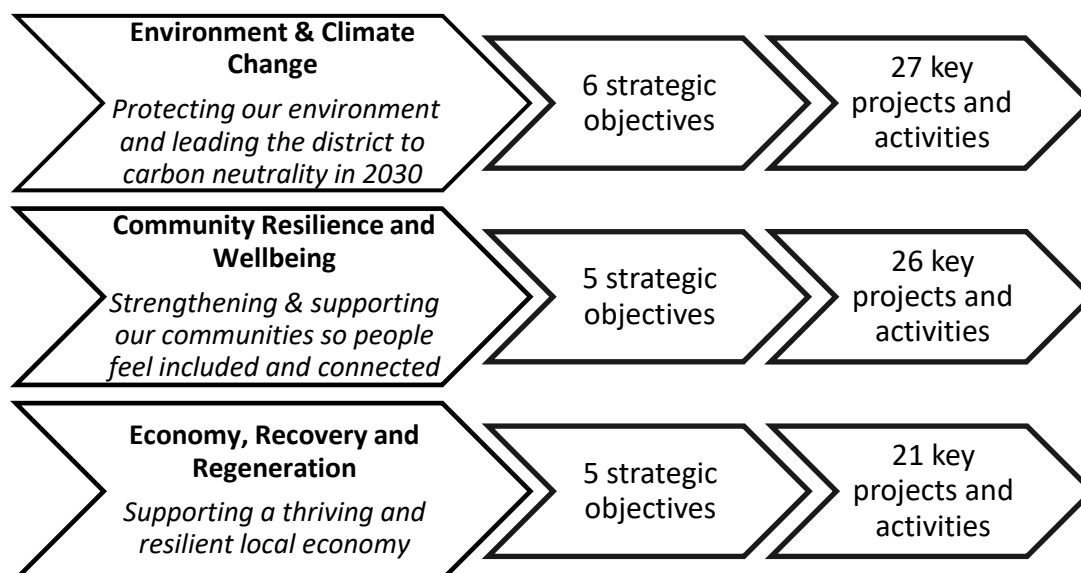 Environment & Climate
Change
Protecting our environment
and leading the district to
carbon neutrality in 2030
6 strategic
objectives
27 key
projects and
activities
Community Resilience and
Wellbeing
Strengthening & supporting
our communities so people
feel included and connected
5 strategic
objectives
26 key
projects and
activities
Economy, Recovery and
Regeneration
Supporting a thriving and
resilient local economy
5 strategic
objectives
21 key
projects and
activities